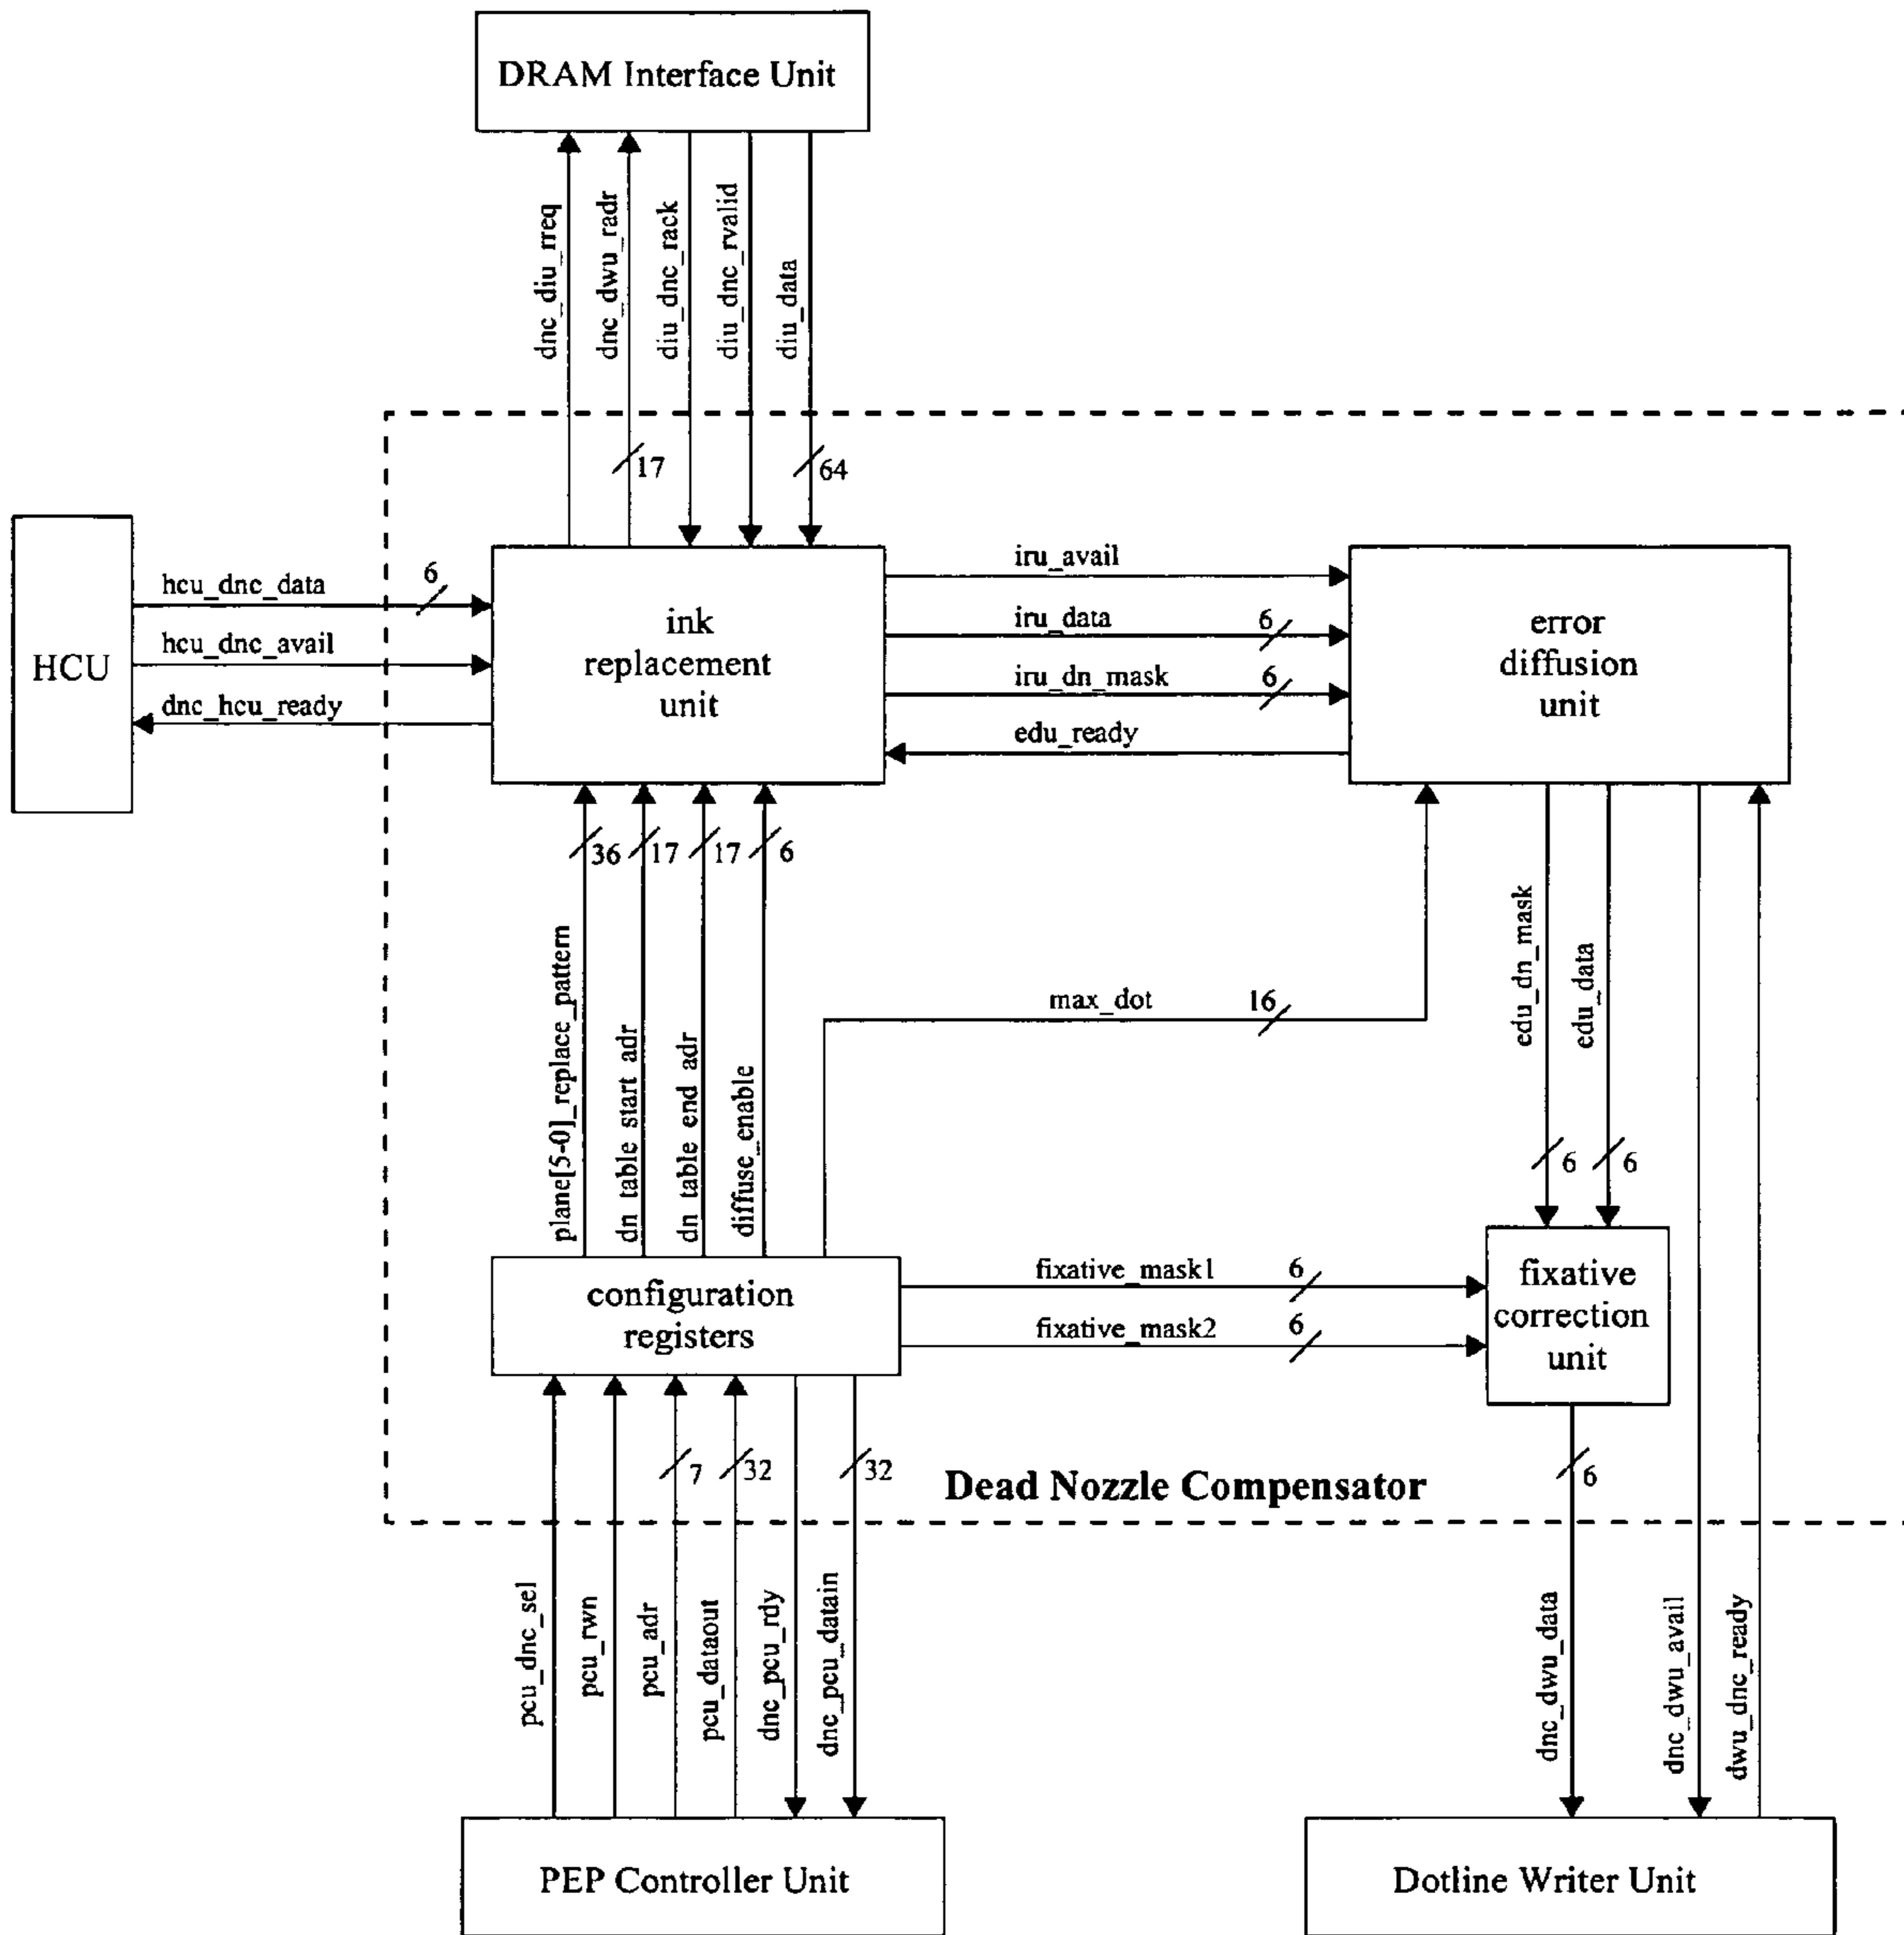 DRAM Interface Unit
dnc_diu_rreq
dnc_dwu_radr
diu_dnc_rack
diu_dnc_rvalid
diu_data
17
64
HCU
hcu_dnc_data
6
hcu_dnc_avail
dnc_hcu_ready
ink
replacement
unit
iru_avail
iru_data
6
iru_dn_mask
6
edu_ready
error
diffusion
unit
36
17
17
6
plane[5-0]_replace_pattern
dn_table_start_adr
dn_table_end_adr
diffuse_enable
max_dot
16
edu_dn_mask
edu_data
6
6
configuration
registers
fixative_mask1
6
fixative_mask2
6
fixative
correction
unit
7
32
32
6
Dead Nozzle Compensator
pcu_dnc_sel
pcu_rwn
pcu_adr
pcu_dataout
dnc_pcu_rdy
dnc_pcu_datain
dnc_dwu_data
dnc_dwu_avail
dwu_dnc_ready
PEP Controller Unit
Dotline Writer Unit